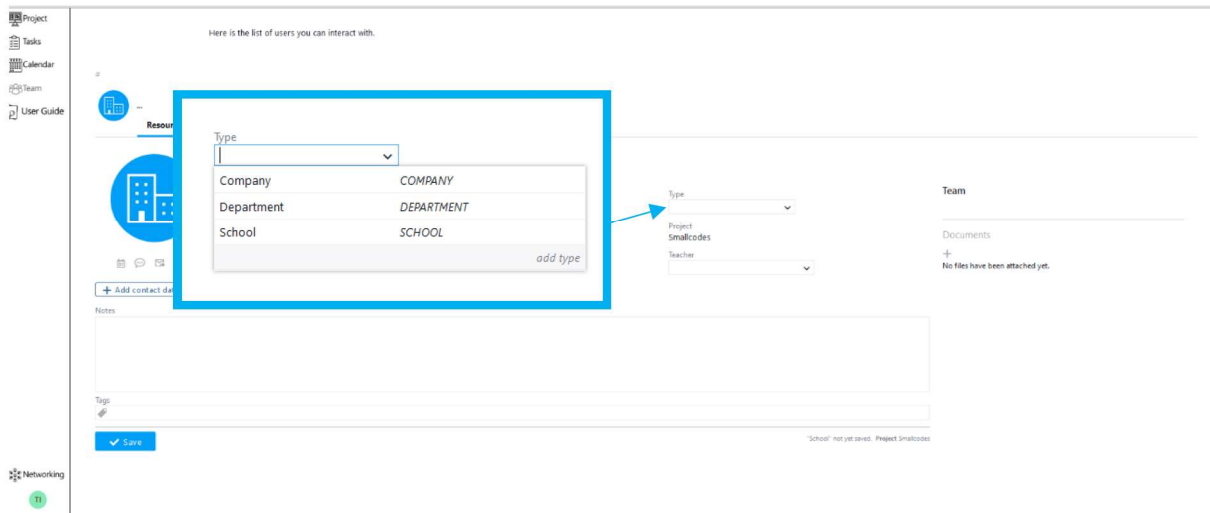 Project
Tasks
Calendar
Team
User Guide
Here is the list of users you can interact with.
#
...
Resour
Type
Company COMPANY
Department DEPARTMENT
School SCHOOL
add type
Type
Project
Smallcodes
Teacher
Team
Documents
+
No files have been attached yet.
+ Add contact dat
Notes
Tags
Save
"School" not yet saved. Project Smallcodes
Networking
TI